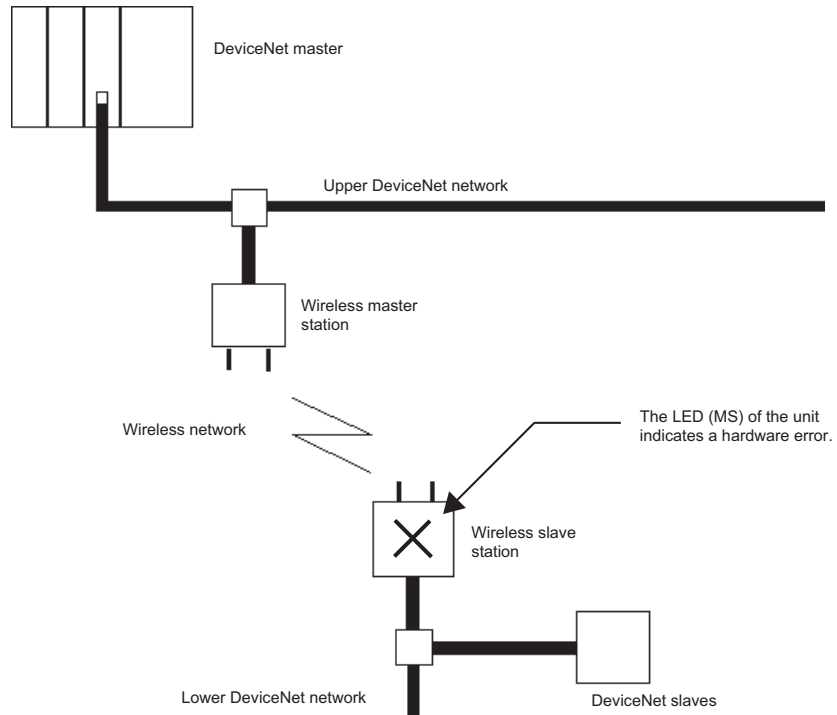 DeviceNet master
Upper DeviceNet network
Wireless master
station
Wireless network
The LED (MS) of the unit
indicates a hardware error.
Wireless slave
station
Lower DeviceNet network
DeviceNet slaves